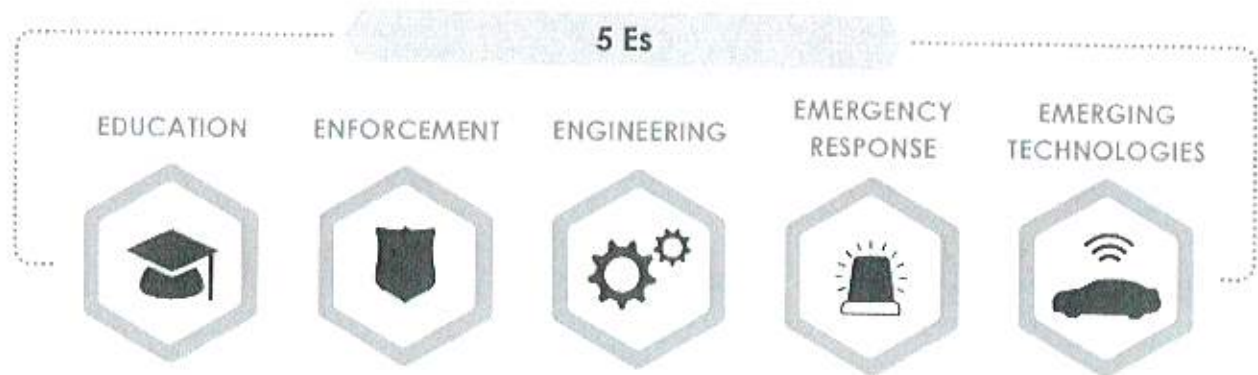 5 Es
EDUCATION
ENFORCEMENT
ENGINEERING
EMERGENCY
RESPONSE
EMERGING
TECHNOLOGIES